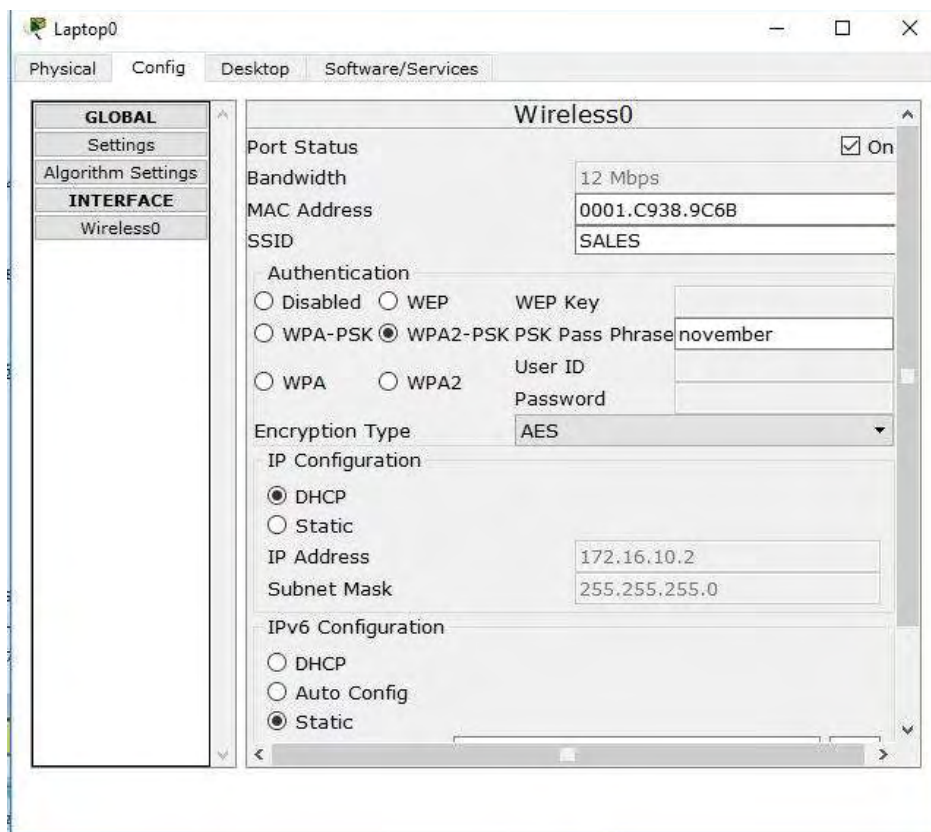 Laptop0
Physical Config Desktop Software/Services
GLOBAL
Settings
Algorithm Settings
INTERFACE
Wireless0
Wireless0
Port Status On
Bandwidth 12 Mbps
MAC Address 0001.C938.9C6B
SSID SALES
Authentication
Disabled WEP WEP Key
WPA-PSK WPA2-PSK PSK Pass Phrase november
WPA WPA2 User ID
Password
Encryption Type AES
IP Configuration
DHCP
Static
IP Address 172.16.10.2
Subnet Mask 255.255.255.0
IPv6 Configuration
DHCP
Auto Config
Static